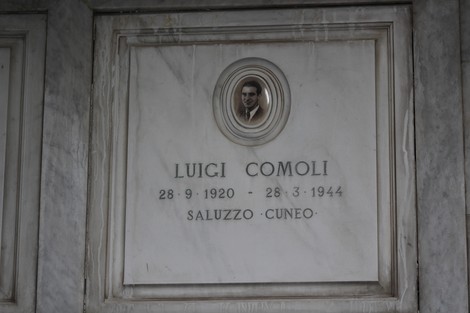 LUIGI COMOLI
28·9·1920 - 28·3·1944
SALUZZO·CUNEO·